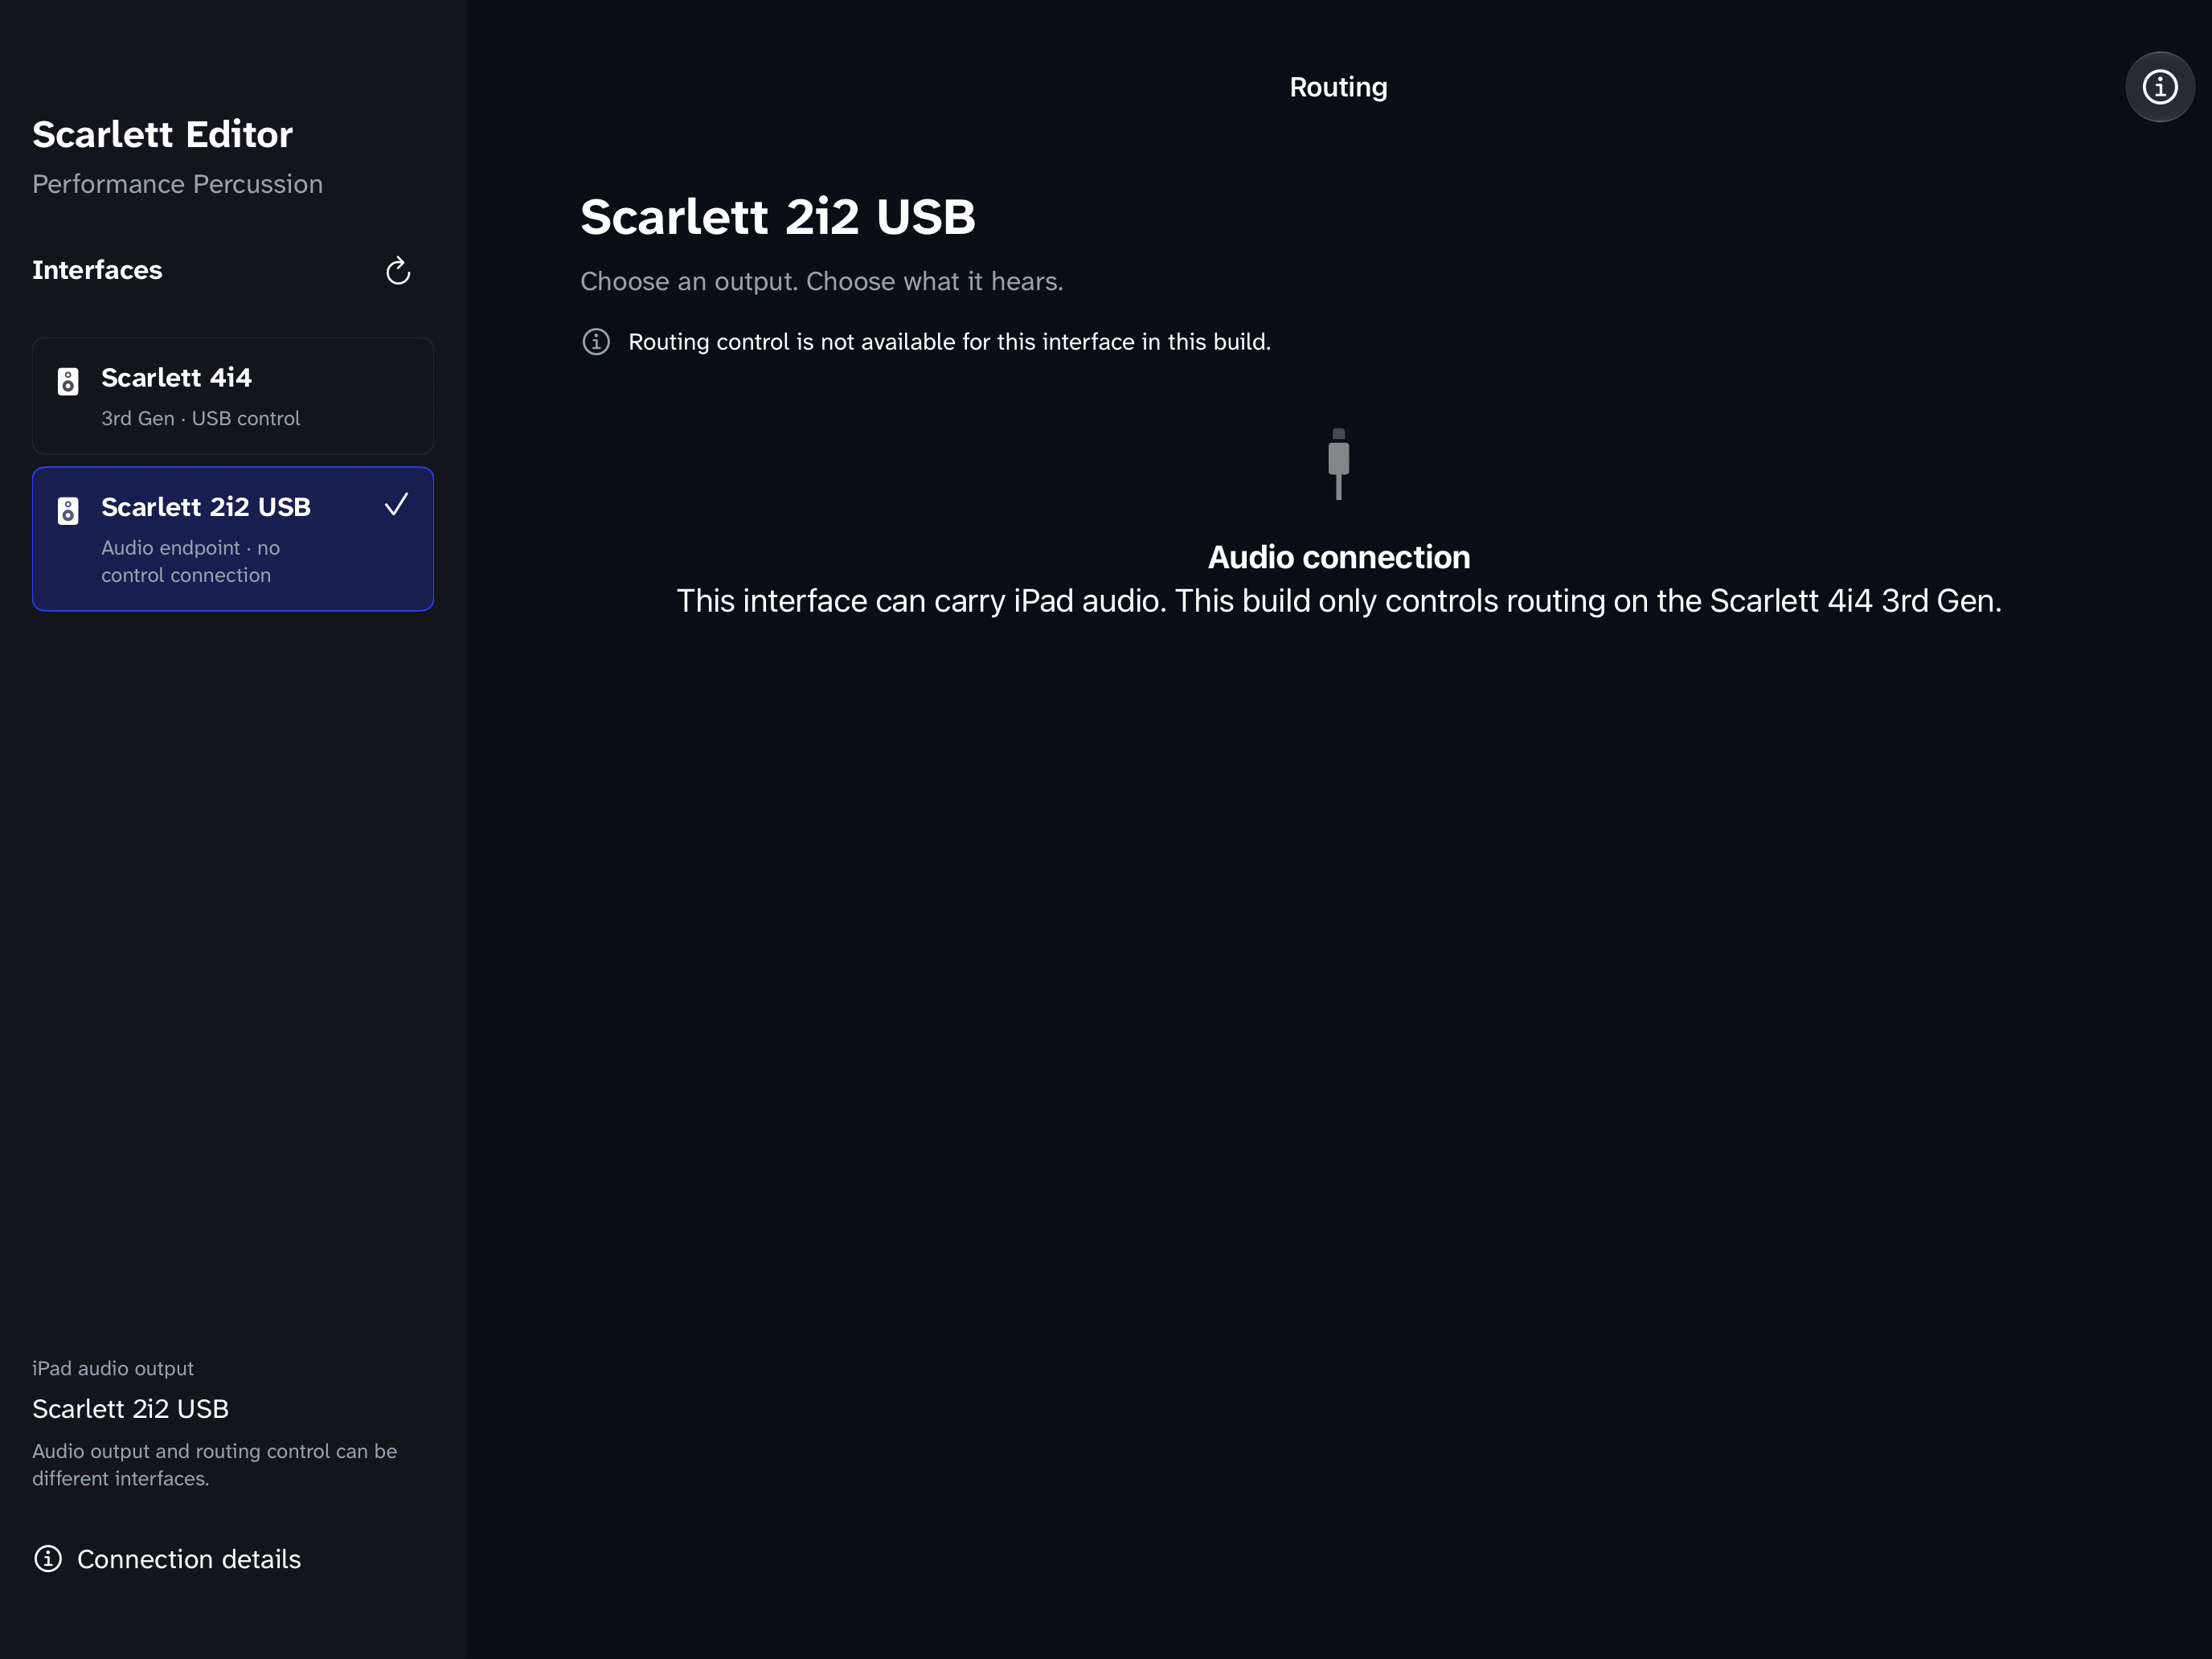 Scarlett Editor
Performance Percussion
Interfaces
Scarlett 4i4
3rd Gen · USB control
Scarlett 2i2 USB
Audio endpoint · no
control connection
iPad audio output
Scarlett 2i2 USB
Audio output and routing control can be
different interfaces.
Connection details
Routing
Scarlett 2i2 USB
Choose an output. Choose what it hears.
Routing control is not available for this interface in this build.
Audio connection
This interface can carry iPad audio. This build only controls routing on the Scarlett 4i4 3rd Gen.